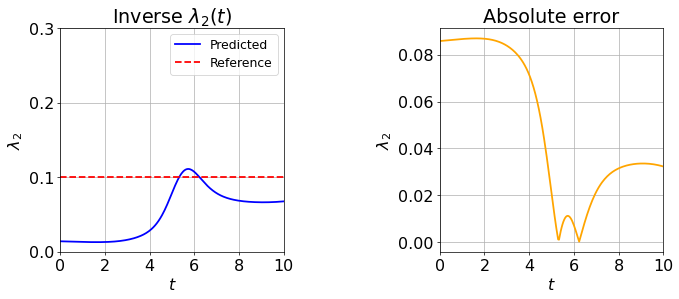 Inverse λ₂(t)
Absolute error
Predicted
Reference
λ₂
0.3
0.2
0.1
0.0
0 2 4 6 8 10
t
λ₂
0.08
0.06
0.04
0.02
0.00
0 2 4 6 8 10
t